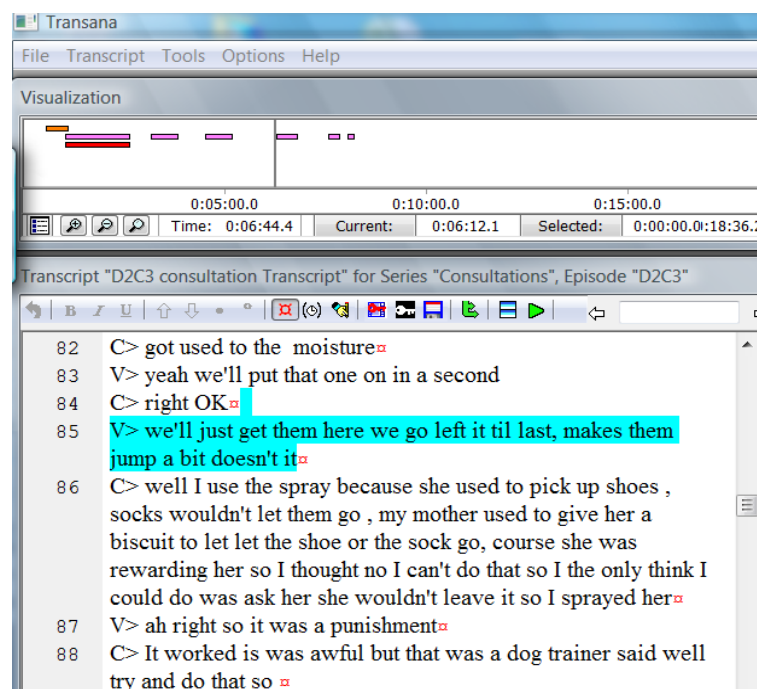 Transana
File Transcript Tools Options Help
Visualization
0:05:00.0 0:10:00.0 0:15:00.0
Time: 0:06:44.4 Current: 0:06:12.1 Selected: 0:00:00.0 0:18:36.2
Transcript "D2C3 consultation Transcript" for Series "Consultations", Episode "D2C3"
B I U
82 C> got used to the  moisture¤
83 V> yeah we'll put that one on in a second
84 C> right OK¤
85 V> we'll just get them here we go left it til last, makes them
jump a bit doesn't it¤
86 C> well I use the spray because she used to pick up shoes ,
socks wouldn't let them go , my mother used to give her a
biscuit to let let the shoe or the sock go, course she was
rewarding her so I thought no I can't do that so I the only think I
could do was ask her she wouldn't leave it so I sprayed her¤
87 V> ah right so it was a punishment¤
88 C> It worked is was awful but that was a dog trainer said well
try and do that so ¤